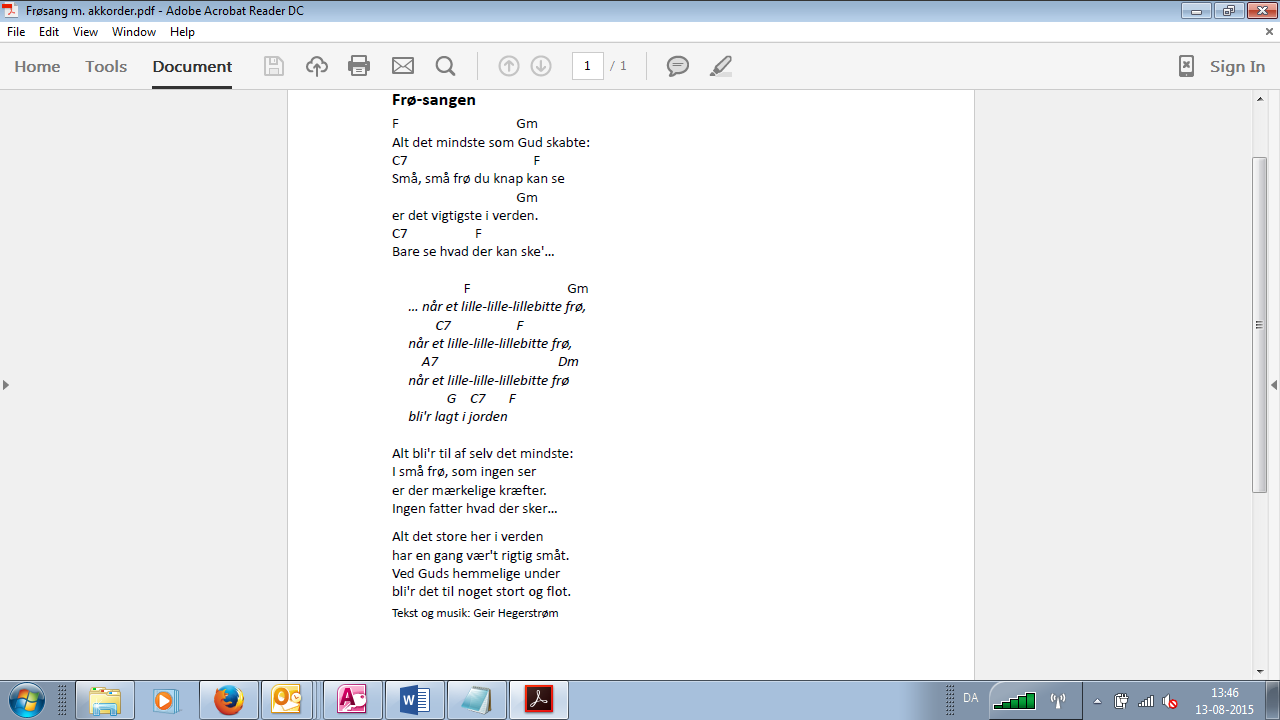 Frøsang m. akkorder.pdf - Adobe Acrobat Reader DC
File Edit View Window Help
Home Tools Document 1 / 1 Sign In
Frø-sangen
F Gm
Alt det mindste som Gud skabte:
C7 F
Små, små frø du knap kan se
Gm
er det vigtigste i verden.
C7 F
Bare se hvad der kan ske'...
F Gm
... når et lille-lille-lillebitte frø,
C7 F
når et lille-lille-lillebitte frø,
A7 Dm
når et lille-lille-lillebitte frø
G C7 F
bli'r lagt i jorden
Alt bli'r til af selv det mindste:
I små frø, som ingen ser
er der mærkelige kræfter.
Ingen fatter hvad der sker...
Alt det store her i verden
har en gang vær't rigtig småt.
Ved Guds hemmelige under
bli'r det til noget stort og flot.
Tekst og musik: Geir Hegerstrøm
DA
13:46
13-08-2015